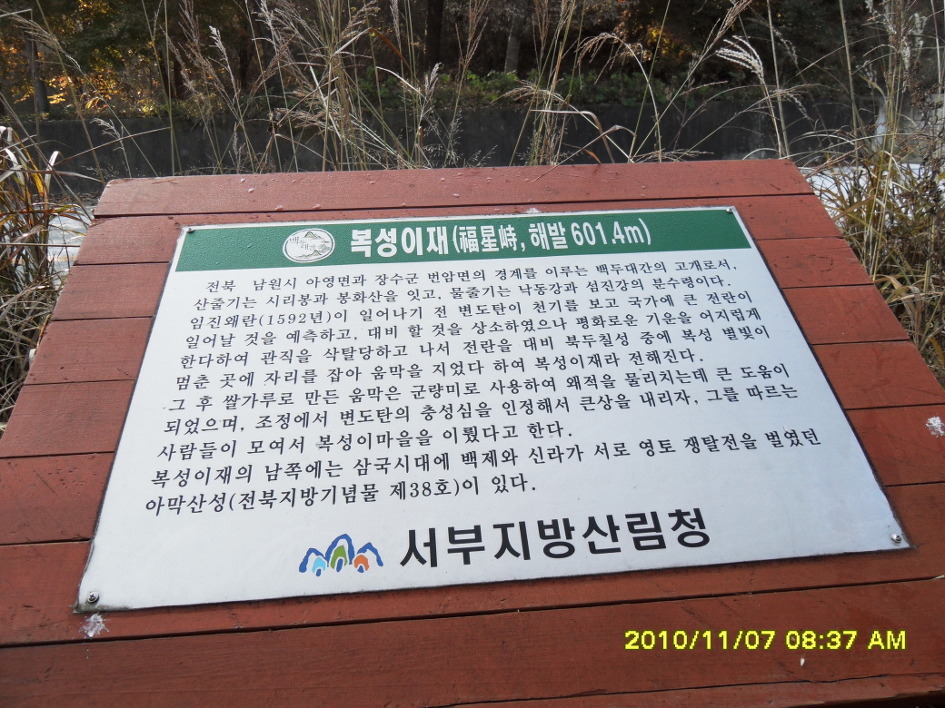 백두대간
복성이재(福星峙, 해발 601.4m)
전북 남원시 아영면과 장수군 번암면의 경계를 이루는 백두대간의 고개로서,
산줄기는 시리봉과 봉화산을 잇고, 물줄기는 낙동강과 섬진강의 분수령이다.
임진왜란(1592년)이 일어나기 전 변도탄이 천기를 보고 국가에 큰 전란이
일어날 것을 예측하고, 대비 할 것을 상소하였으나 평화로운 기운을 어지럽게
한다하여 관직을 삭탈당하고 나서 전란을 대비 북두칠성 중에 복성 별빛이
멈춘 곳에 자리를 잡아 움막을 지었다 하여 복성이재라 전해진다.
그 후 쌀가루로 만든 움막은 군량미로 사용하여 왜적을 물리치는데 큰 도움이
되었으며, 조정에서 변도탄의 충성심을 인정해서 큰상을 내리자, 그를 따르는
사람들이 모여서 복성이마을을 이뤘다고 한다.
복성이재의 남쪽에는 삼국시대에 백제와 신라가 서로 영토 쟁탈전을 벌였던
아막산성(전북지방기념물 제38호)이 있다.
서부지방산림청
2010/11/07 08:37 AM